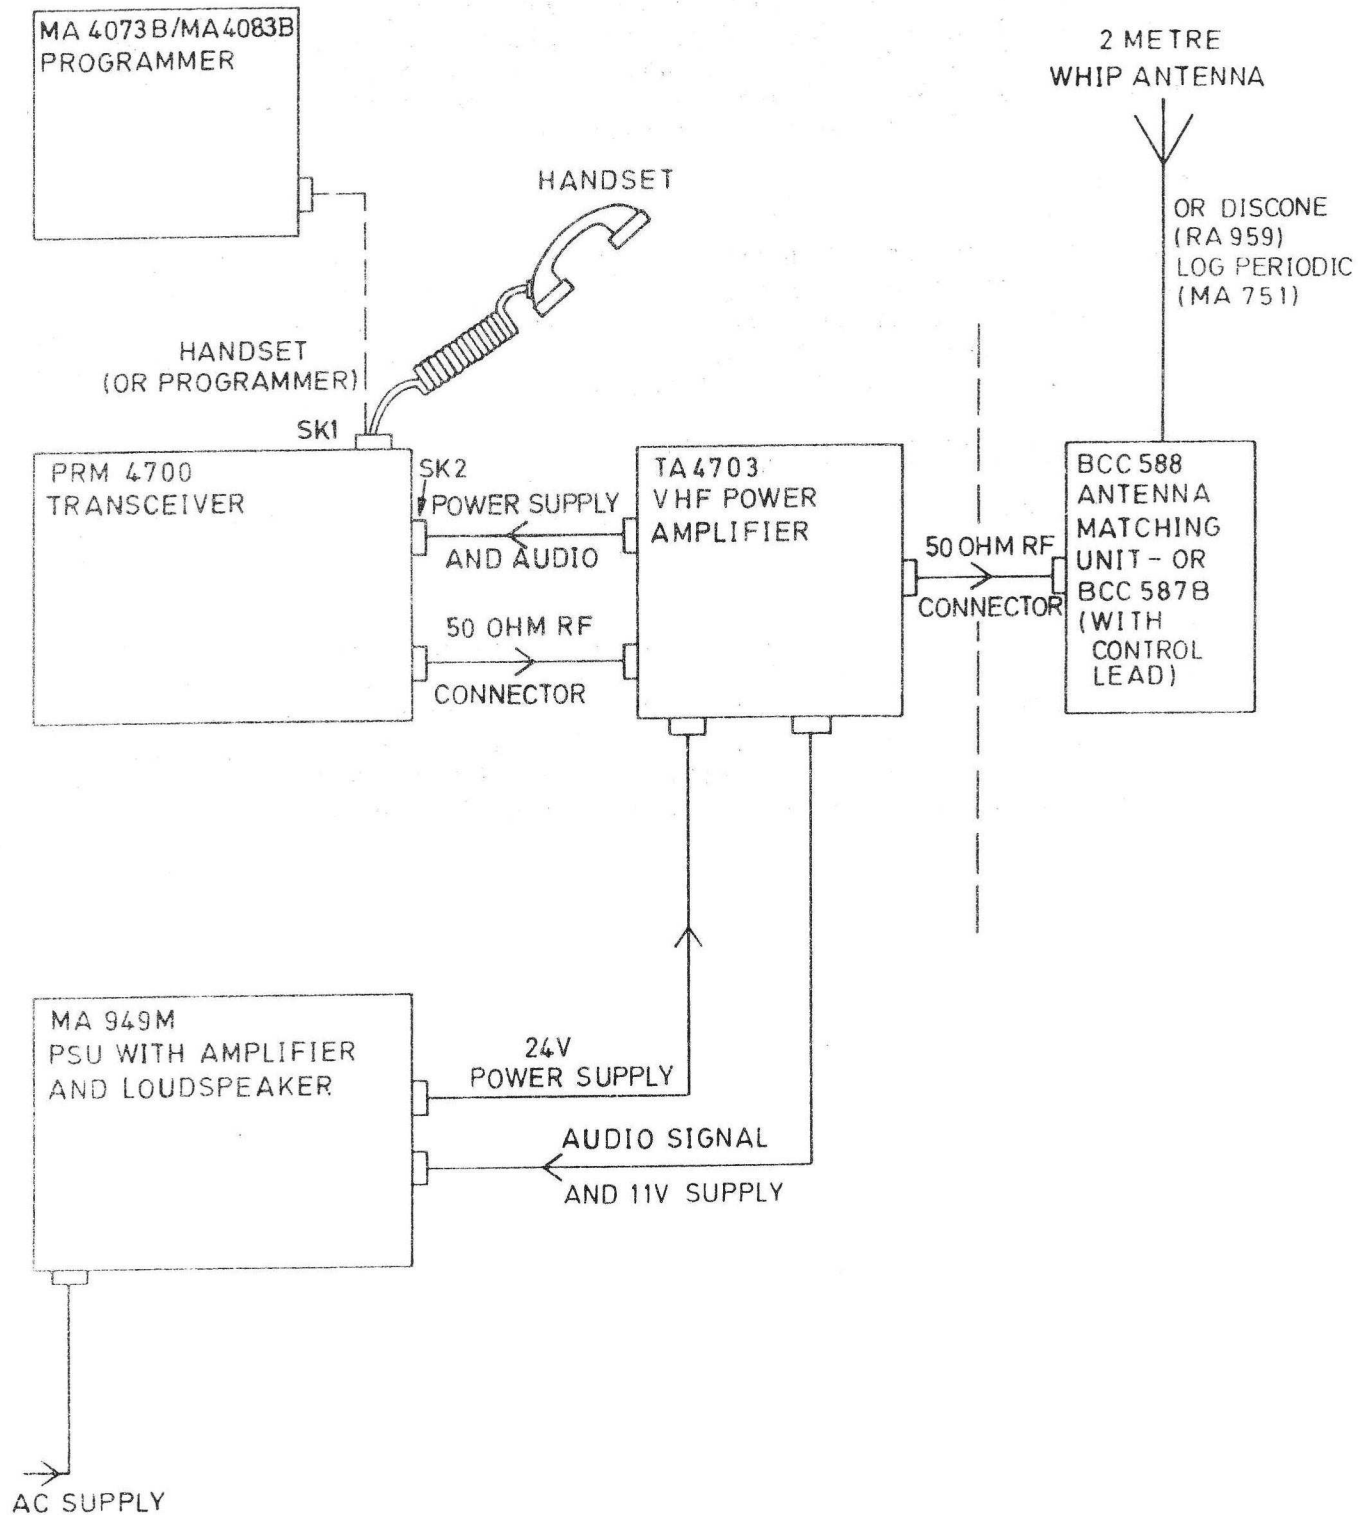 MA 4073B/MA4083B
PROGRAMMER
2 METRE
WHIP ANTENNA
HANDSET
OR DISCONE
(RA 959)
LOG PERIODIC
(MA 751)
HANDSET
(OR PROGRAMMER)
SK1
PRM 4700
TRANSCEIVER
SK2
POWER SUPPLY
AND AUDIO
50 OHM RF
CONNECTOR
TA 4703
VHF POWER
AMPLIFIER
50 OHM RF
CONNECTOR
BCC 588
ANTENNA
MATCHING
UNIT - OR
BCC 587B
(WITH
CONTROL
LEAD)
MA 949M
PSU WITH AMPLIFIER
AND LOUDSPEAKER
24V
POWER SUPPLY
AUDIO SIGNAL
AND 11V SUPPLY
AC SUPPLY